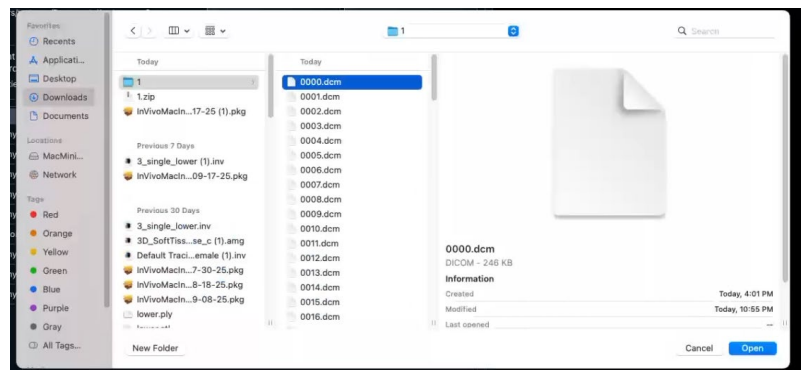 Favorites
Recents
Applicati...
Desktop
Downloads
Documents
Locations
MacMini...
Network
Tags
Red
Orange
Yellow
Green
Blue
Purple
Gray
All Tags...
1
Search
Today
1
1.zip
InVivoMacIn...17-25 (1).pkg
Previous 7 Days
3_single_lower (1).inv
InVivoMacIn...09-17-25.pkg
Previous 30 Days
3_single_lower.inv
3D_SoftTiss...se_c (1).amg
Default Traci...emale (1).inv
InVivoMacIn...7-30-25.pkg
InVivoMacIn...8-18-25.pkg
InVivoMacIn...9-08-25.pkg
lower.ply
Today
0000.dcm
0001.dcm
0002.dcm
0003.dcm
0004.dcm
0005.dcm
0006.dcm
0007.dcm
0008.dcm
0009.dcm
0010.dcm
0011.dcm
0012.dcm
0013.dcm
0014.dcm
0015.dcm
0016.dcm
0000.dcm
DICOM - 246 KB
Information
Created Today, 4:01 PM
Modified Today, 10:55 PM
Last opened --
New Folder
Cancel
Open